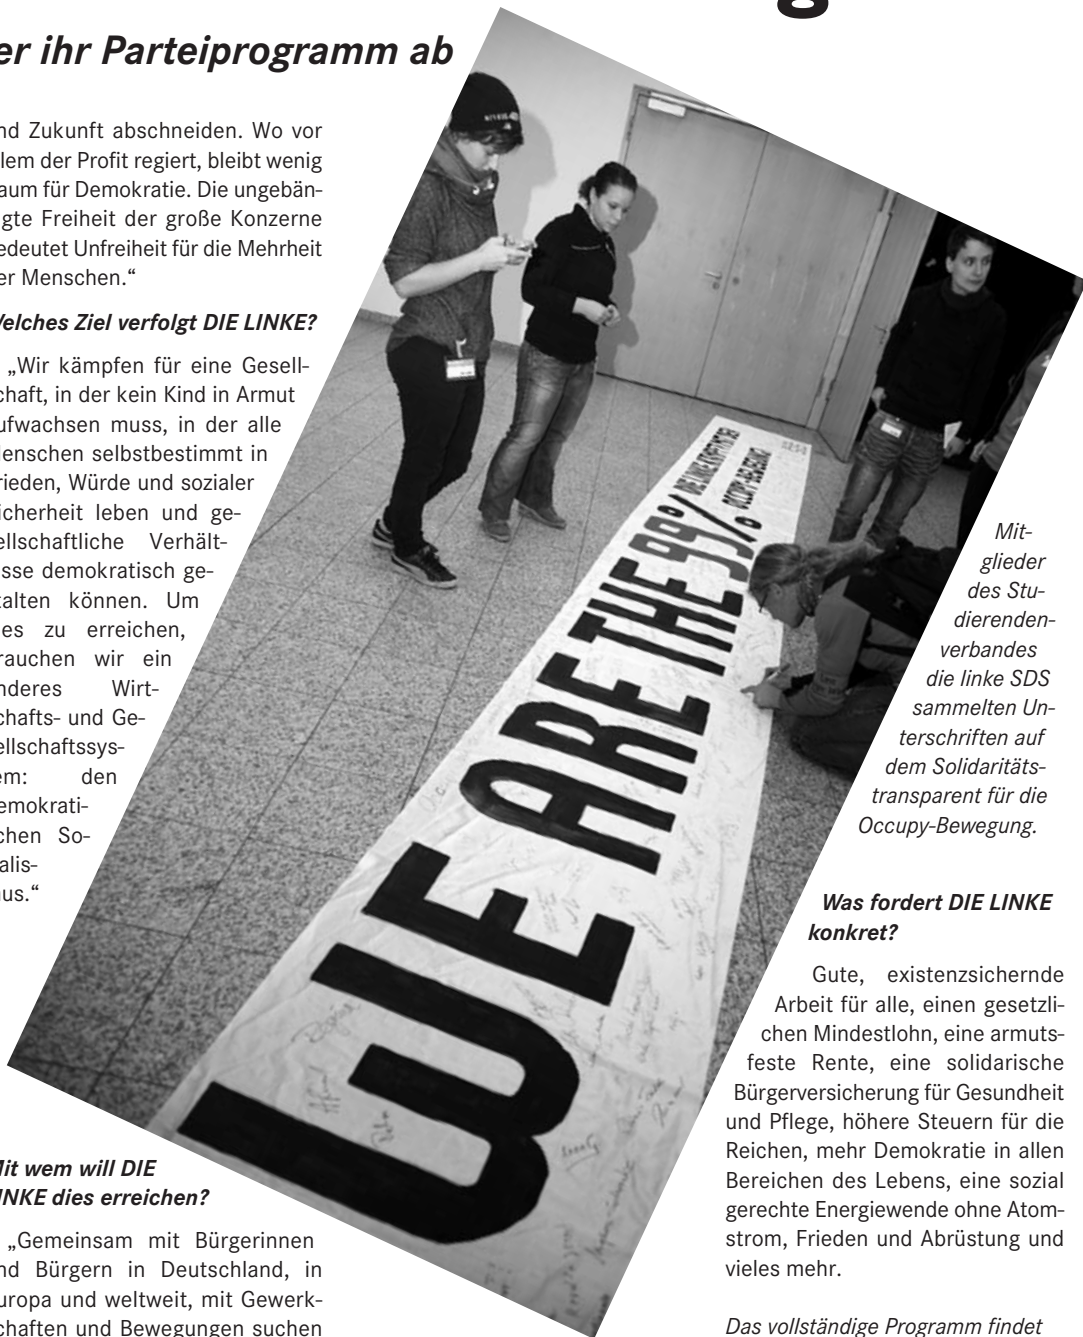 er ihr Parteiprogramm ab
nd Zukunft abschneiden. Wo vor
lem der Profit regiert, bleibt wenig
aum für Demokratie. Die ungebän-
gte Freiheit der große Konzerne
edeutet Unfreiheit für die Mehrheit
er Menschen.“
Welches Ziel verfolgt DIE LINKE?
„Wir kämpfen für eine Gesell-
chaft, in der kein Kind in Armut
ufwachsen muss, in der alle
Menschen selbstbestimmt in
rieden, Würde und sozialer
icherheit leben und ge-
ellschaftliche Verhält-
isse demokratisch ge-
talten können. Um
es zu erreichen,
rauchen wir ein
nderes Wirt-
chafts- und Ge-
ellschaftssys-
em: den
emokrati-
chen So-
alis-
us.“
Mit wem will DIE
INKE dies erreichen?
„Gemeinsam mit Bürgerinnen
nd Bürgern in Deutschland, in
uropa und weltweit, mit Gewerk-
chaften und Bewegungen suchen
WE ARE THE 99%
DIE LINKE
OCCUPY-BEWEGUNG
Mit-
glieder
des Stu-
dierenden-
verbandes
die linke SDS
sammelten Un-
terschriften auf
dem Solidaritäts-
transparent für die
Occupy-Bewegung.
Was fordert DIE LINKE
konkret?
Gute, existenzsichernde
Arbeit für alle, einen gesetzli-
chen Mindestlohn, eine armuts-
feste Rente, eine solidarische
Bürgerversicherung für Gesundheit
und Pflege, höhere Steuern für die
Reichen, mehr Demokratie in allen
Bereichen des Lebens, eine sozial
gerechte Energiewende ohne Atom-
strom, Frieden und Abrüstung und
vieles mehr.
Das vollständige Programm findet